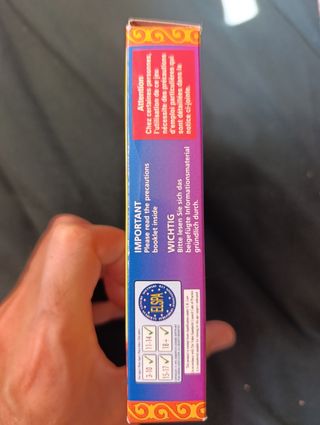 Attention
Chez certaines personnes,
l'utilisation de ce jeu
nécessite des précautions
d'emploi particulières qui
sont détaillées dans la
notice ci-jointe.
IMPORTANT
Please read the precautions
booklet inside
WICHTIG
Bitte lesen Sie sich das
beigefügte Informationsmaterial
gründlich durch.
ELSPA
3-10 ✓ 11-14 ✓
15-17 ✓ 18+ ✓